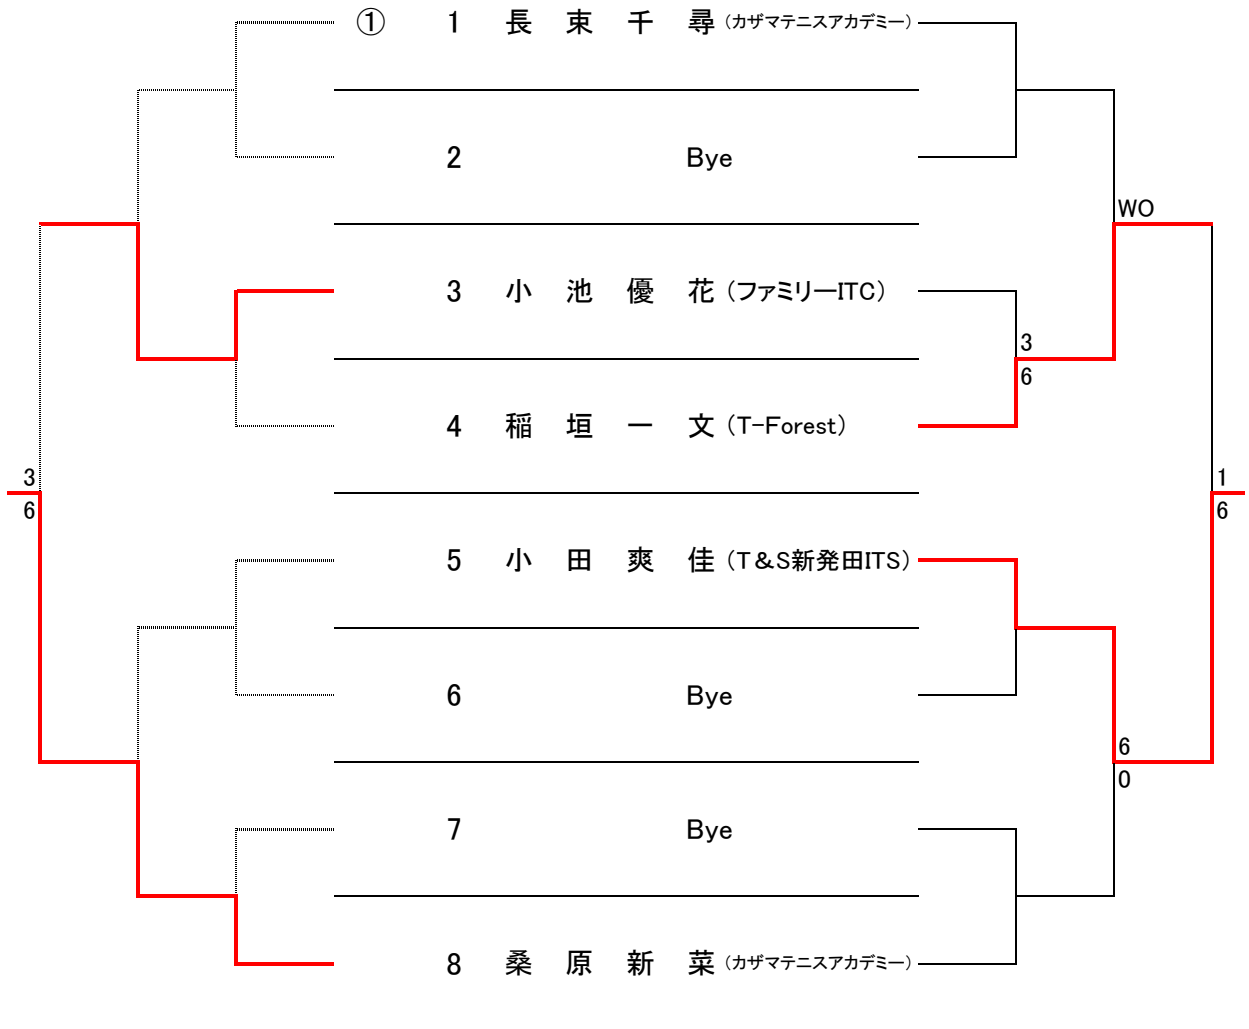 ① 1 長束千尋 (カザマテニスアカデミー)
2 Bye
WO
3 小池優花 (ファミリーITC)
3
6
4 稲垣一文 (T-Forest)
3
6
1
6
5 小田爽佳 (T&S新発田ITS)
6 Bye
6
0
7 Bye
8 桑原新菜 (カザマテニスアカデミー)